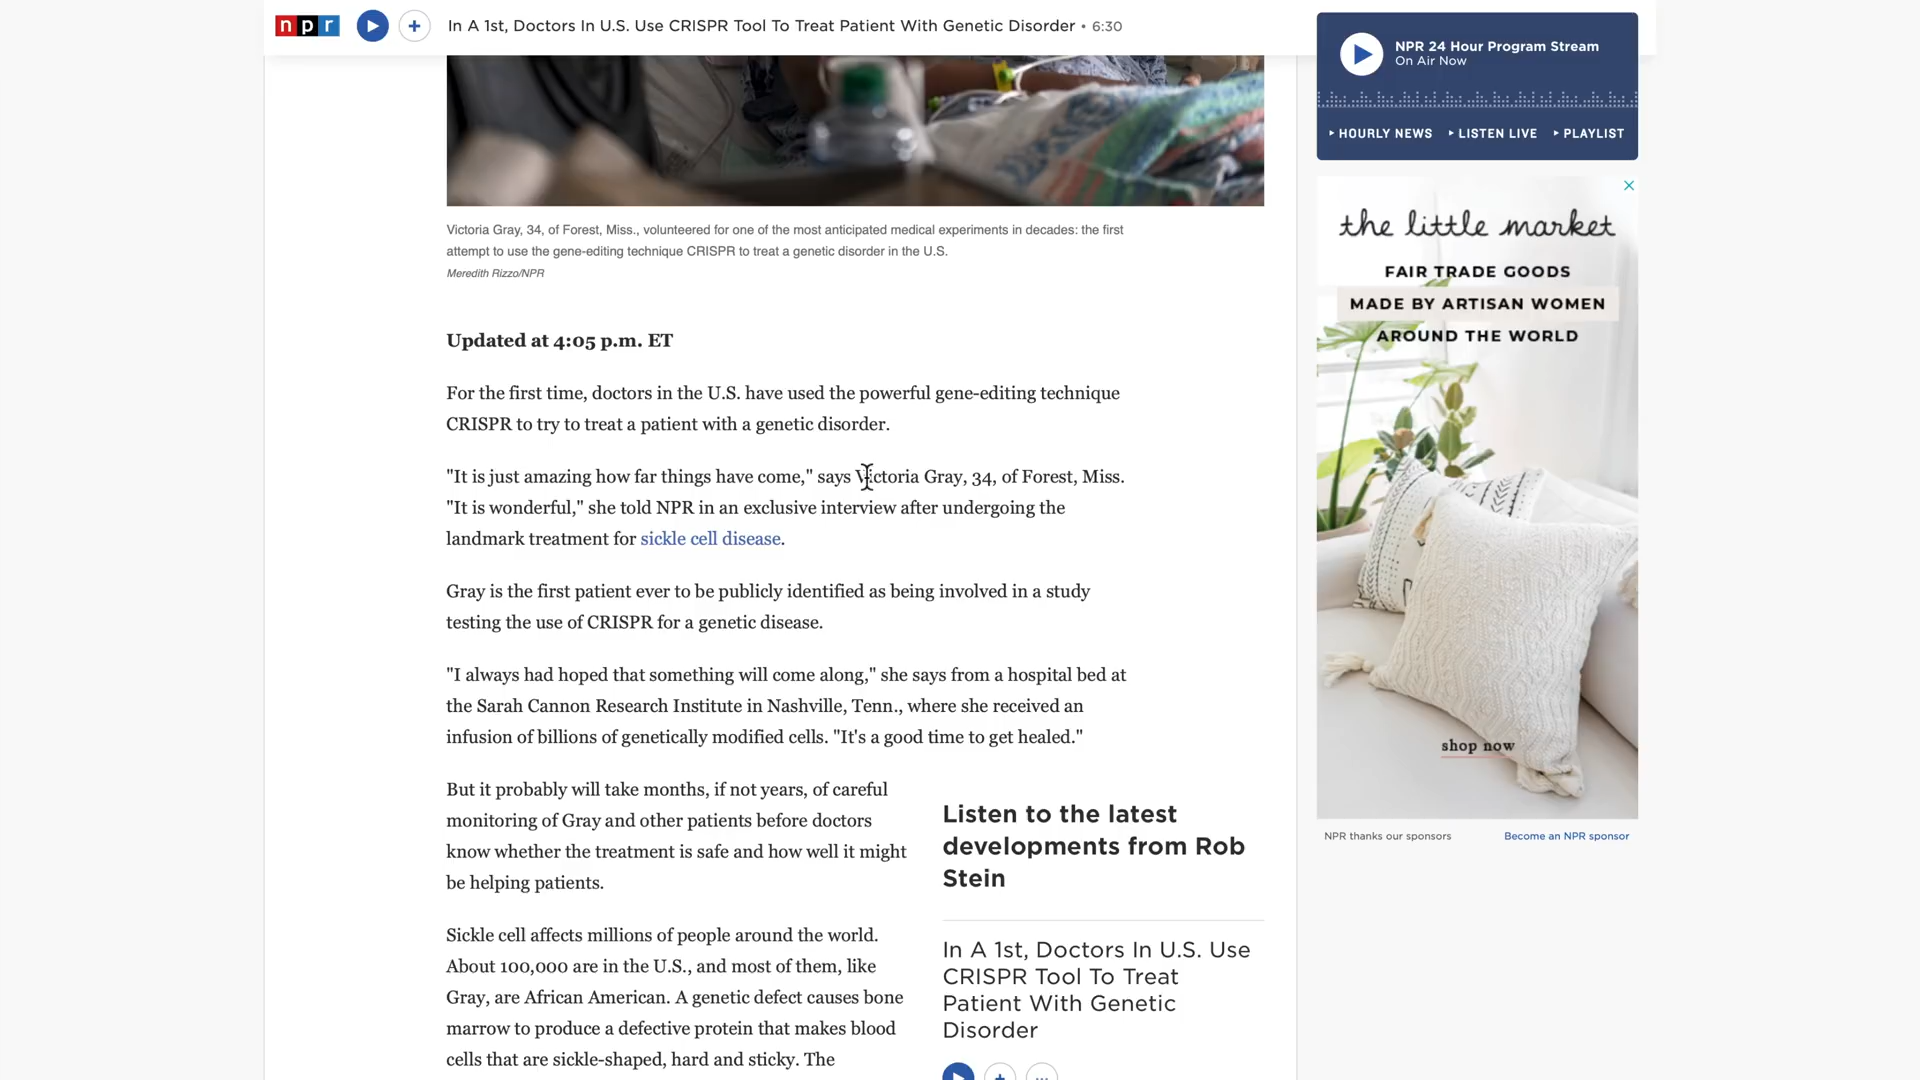 npr
In A 1st, Doctors In U.S. Use CRISPR Tool To Treat Patient With Genetic Disorder • 6:30
NPR 24 Hour Program Stream
On Air Now
HOURLY NEWS
LISTEN LIVE
PLAYLIST
Victoria Gray, 34, of Forest, Miss., volunteered for one of the most anticipated medical experiments in decades: the first
attempt to use the gene-editing technique CRISPR to treat a genetic disorder in the U.S.
Meredith Rizzo/NPR
Updated at 4:05 p.m. ET
For the first time, doctors in the U.S. have used the powerful gene-editing technique
CRISPR to try to treat a patient with a genetic disorder.
"It is just amazing how far things have come," says Victoria Gray, 34, of Forest, Miss.
"It is wonderful," she told NPR in an exclusive interview after undergoing the
landmark treatment for sickle cell disease.
Gray is the first patient ever to be publicly identified as being involved in a study
testing the use of CRISPR for a genetic disease.
"I always had hoped that something will come along," she says from a hospital bed at
the Sarah Cannon Research Institute in Nashville, Tenn., where she received an
infusion of billions of genetically modified cells. "It's a good time to get healed."
But it probably will take months, if not years, of careful
monitoring of Gray and other patients before doctors
know whether the treatment is safe and how well it might
be helping patients.
Sickle cell affects millions of people around the world.
About 100,000 are in the U.S., and most of them, like
Gray, are African American. A genetic defect causes bone
marrow to produce a defective protein that makes blood
cells that are sickle-shaped, hard and sticky. The
Listen to the latest
developments from Rob
Stein
In A 1st, Doctors In U.S. Use
CRISPR Tool To Treat
Patient With Genetic
Disorder
the little market
FAIR TRADE GOODS
MADE BY ARTISAN WOMEN
AROUND THE WORLD
shop now
NPR thanks our sponsors
Become an NPR sponsor